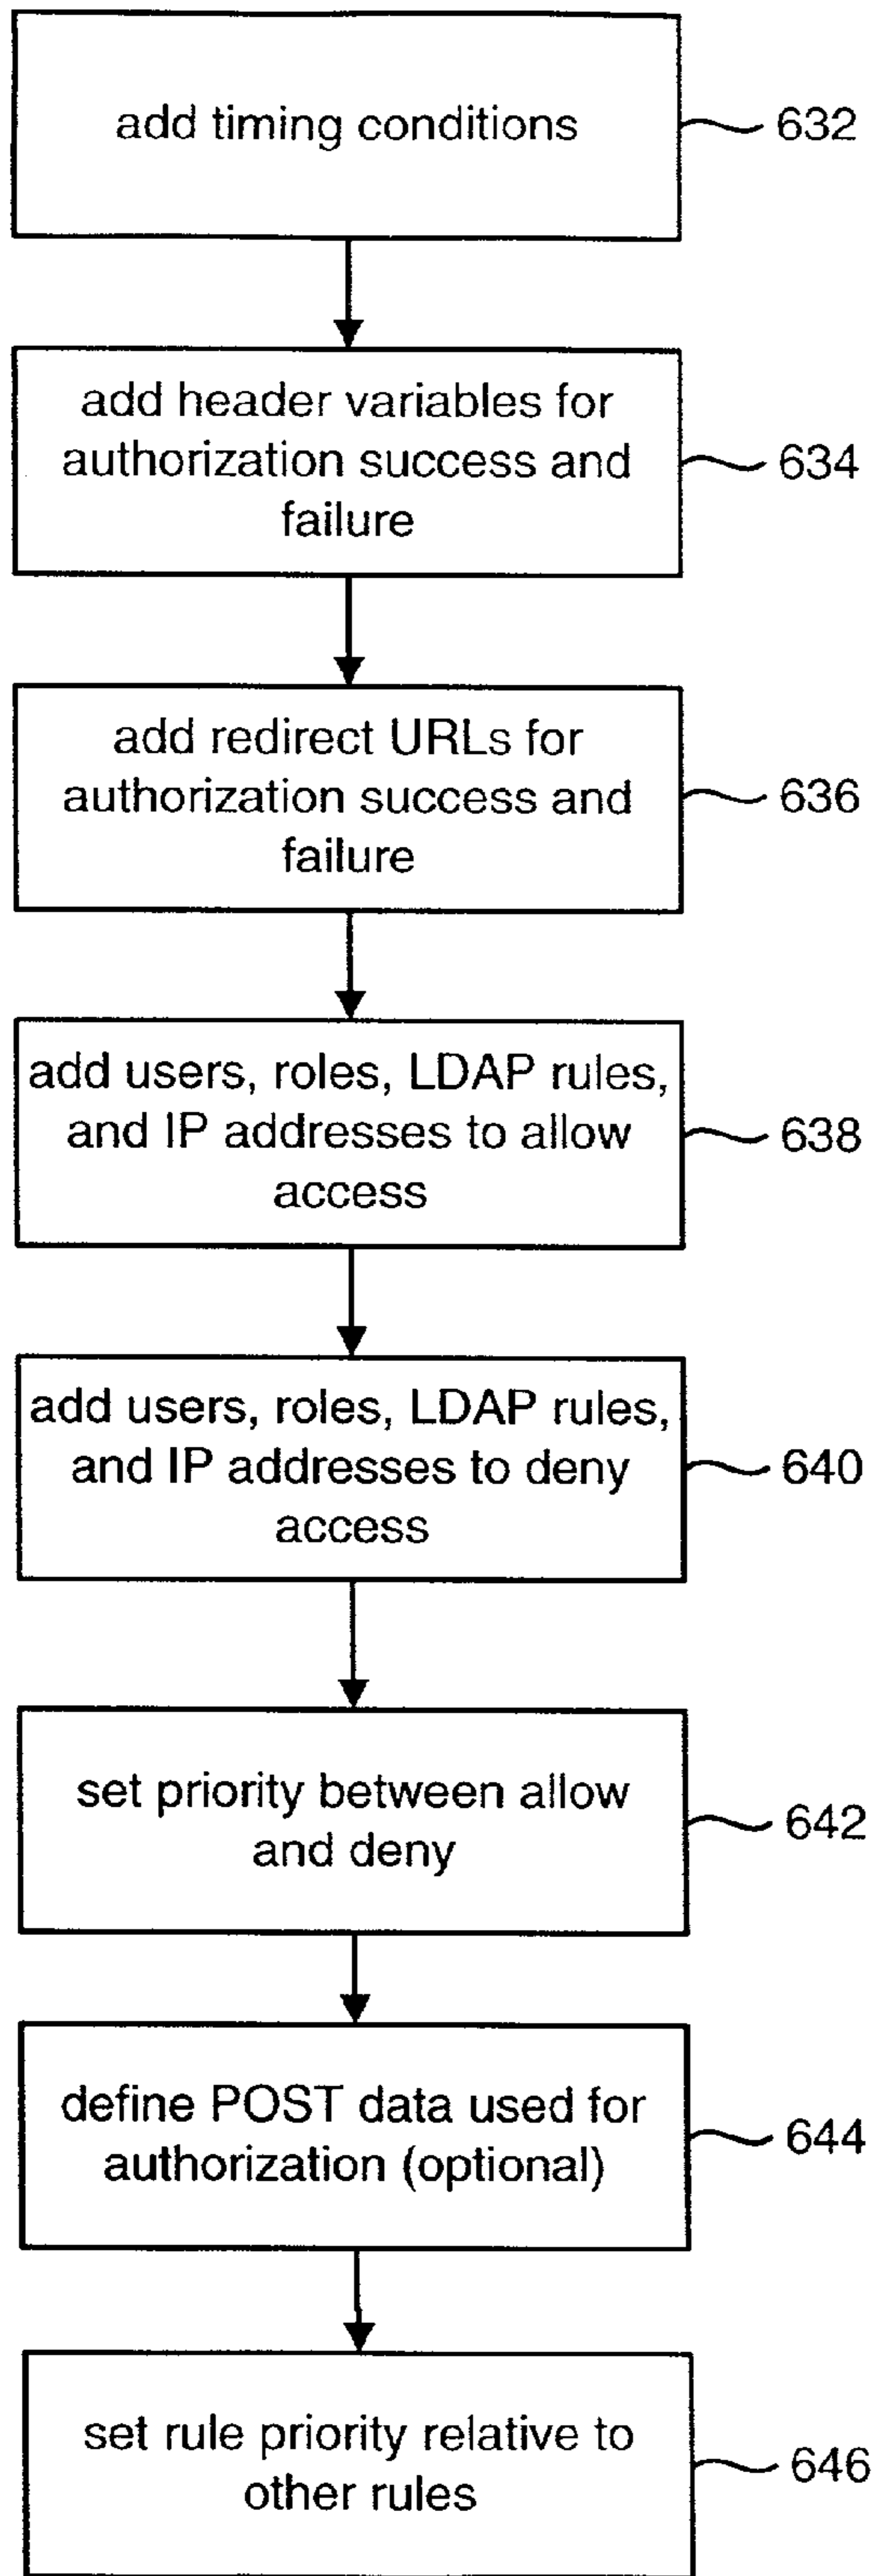 add timing conditions
632
add header variables for
authorization success and
failure
634
add redirect URLs for
authorization success and
failure
636
add users, roles, LDAP rules,
and IP addresses to allow
access
638
add users, roles, LDAP rules,
and IP addresses to deny
access
640
set priority between allow
and deny
642
define POST data used for
authorization (optional)
644
set rule priority relative to
other rules
646